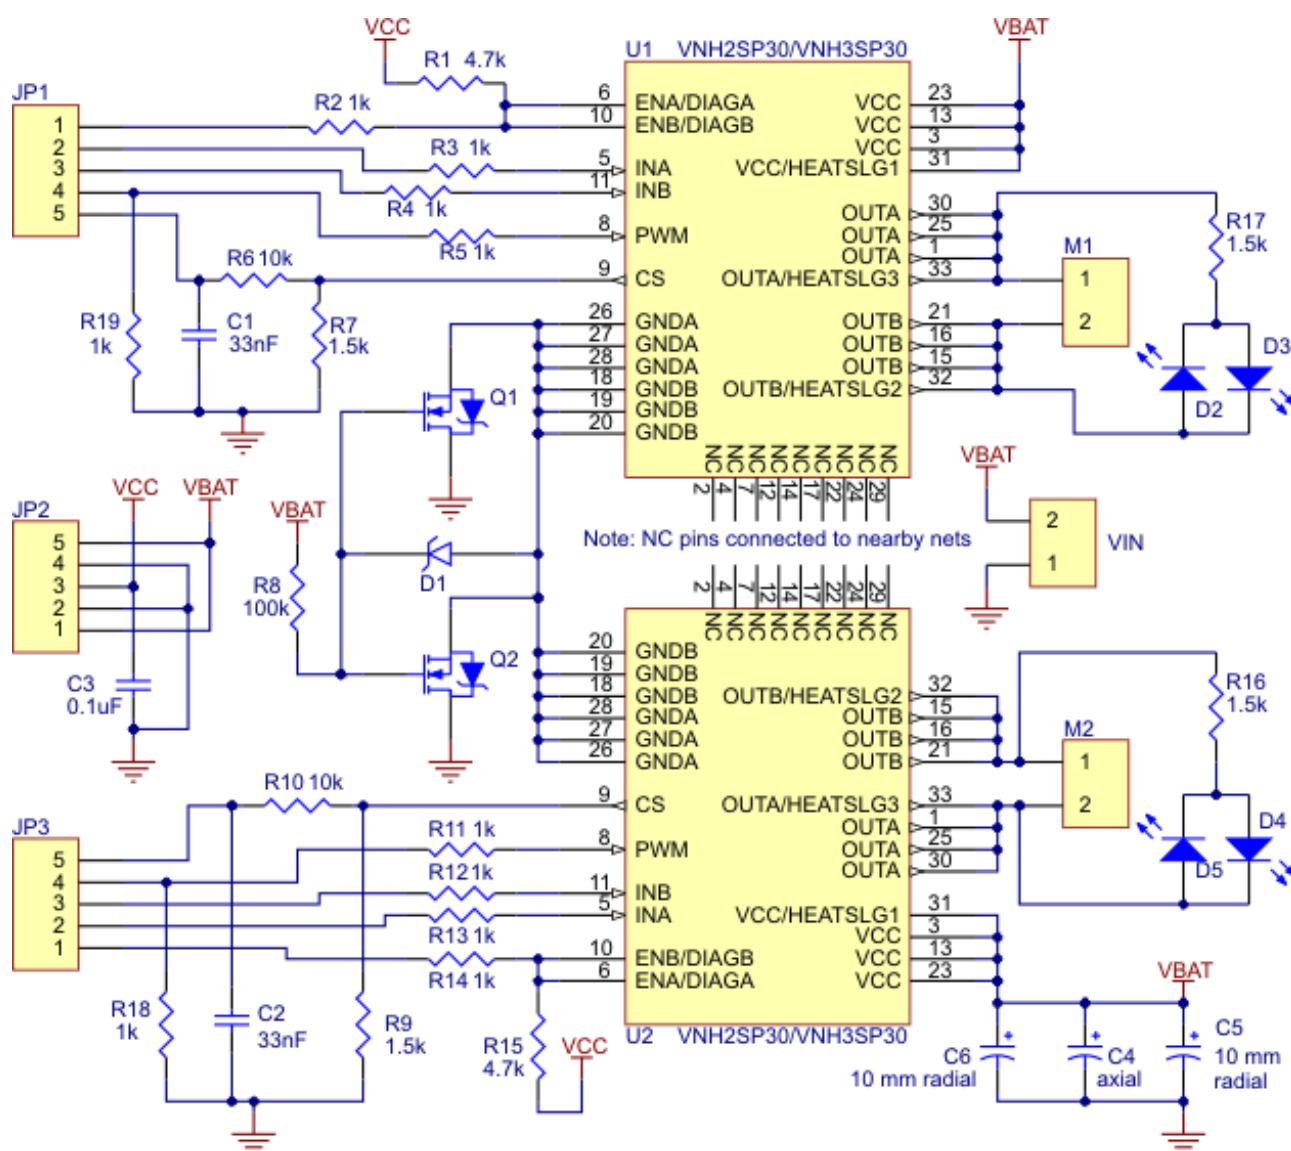 VCC
R1 4.7k
U1 VNH2SP30/VNH3SP30
VBAT
JP1
1
2
3
4
5
R2 1k
R3 1k
R4 1k
R5 1k
R6 10k
R19
1k
C1
33nF
R7
1.5k
6 ENA/DIAGA
10 ENB/DIAGB
5 INA
11 INB
8 PWM
9 CS
26 GNDA
27 GNDA
28 GNDA
18 GNDB
19 GNDB
20 GNDB
VCC 23
VCC 13
VCC 3
VCC/HEATSLG1 31
OUTA 30
OUTA 25
OUTA 1
OUTA/HEATSLG3 33
OUTB 21
OUTB 16
OUTB 15
OUTB/HEATSLG2 32
NC NC NC NC NC NC NC NC NC
2 4 7 12 14 17 22 24 29
R17
1.5k
M1
1
2
D3
D2
Q1
VCC
VBAT
JP2
5
4
3
2
1
C3
0.1uF
VBAT
R8
100k
D1
Q2
Note: NC pins connected to nearby nets
VBAT
2
1
VIN
2 4 7 12 14 17 22 24 29
NC NC NC NC NC NC NC NC NC
20 GNDB
19 GNDB
18 GNDB
28 GNDA
27 GNDA
26 GNDA
9 CS
8 PWM
11 INB
5 INA
10 ENB/DIAGB
6 ENA/DIAGA
OUTB/HEATSLG2 32
OUTB 15
OUTB 16
OUTB 21
OUTA/HEATSLG3 33
OUTA 1
OUTA 25
OUTA 30
VCC/HEATSLG1 31
VCC 3
VCC 13
VCC 23
U2 VNH2SP30/VNH3SP30
R16
1.5k
M2
1
2
D4
D5
JP3
5
4
3
2
1
R10 10k
R11 1k
R12 1k
R13 1k
R14 1k
R18
1k
C2
33nF
R9
1.5k
R15
4.7k
VCC
VBAT
C6
10 mm radial
C4
axial
C5
10 mm
radial